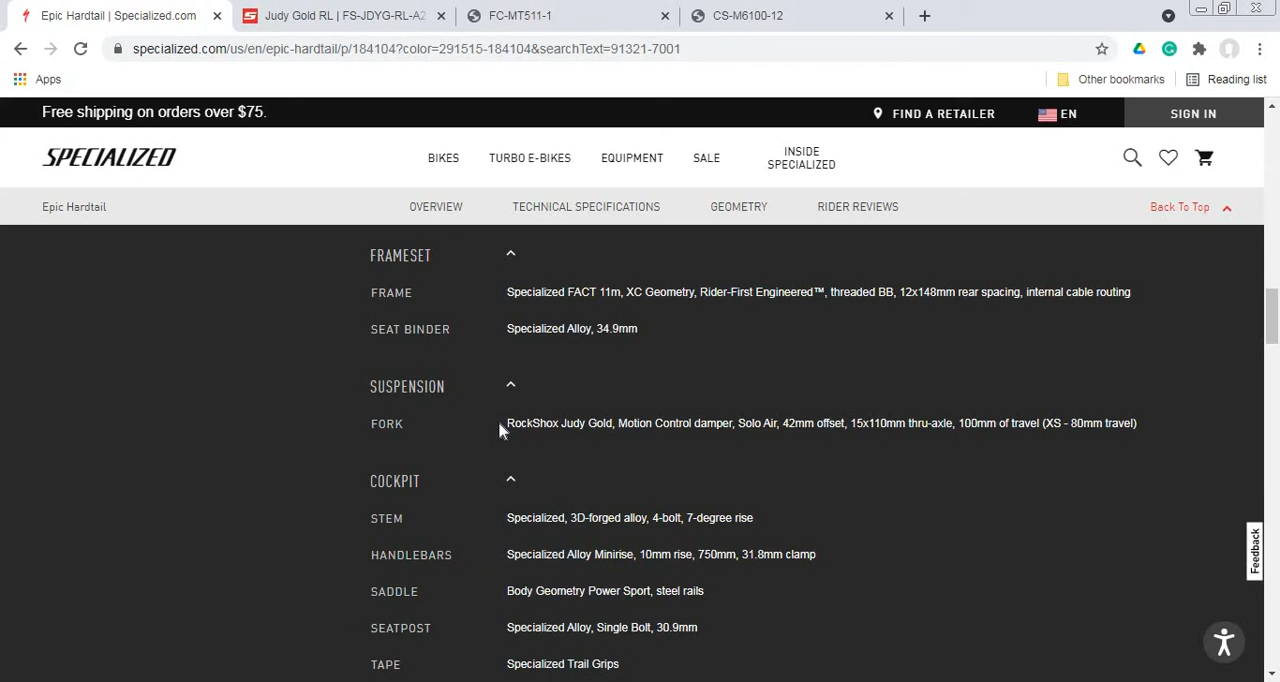 Epic Hardtail | Specialized.com
Judy Gold RL | FS-JDYG-RL-A2
FC-MT511-1
CS-M6100-12
specialized.com/us/en/epic-hardtail/p/184104?color=291515-184104&searchText=91321-7001
Apps
Other bookmarks
Reading list
Free shipping on orders over $75.
FIND A RETAILER
EN
SIGN IN
SPECIALIZED
BIKES
TURBO E-BIKES
EQUIPMENT
SALE
INSIDE
SPECIALIZED
Epic Hardtail
OVERVIEW
TECHNICAL SPECIFICATIONS
GEOMETRY
RIDER REVIEWS
Back To Top
FRAMESET
FRAME
Specialized FACT 11m, XC Geometry, Rider-First Engineered™, threaded BB, 12x148mm rear spacing, internal cable routing
SEAT BINDER
Specialized Alloy, 34.9mm
SUSPENSION
FORK
RockShox Judy Gold, Motion Control damper, Solo Air, 42mm offset, 15x110mm thru-axle, 100mm of travel (XS - 80mm travel)
COCKPIT
STEM
Specialized, 3D-forged alloy, 4-bolt, 7-degree rise
HANDLEBARS
Specialized Alloy Minirise, 10mm rise, 750mm, 31.8mm clamp
SADDLE
Body Geometry Power Sport, steel rails
SEATPOST
Specialized Alloy, Single Bolt, 30.9mm
TAPE
Specialized Trail Grips
Feedback